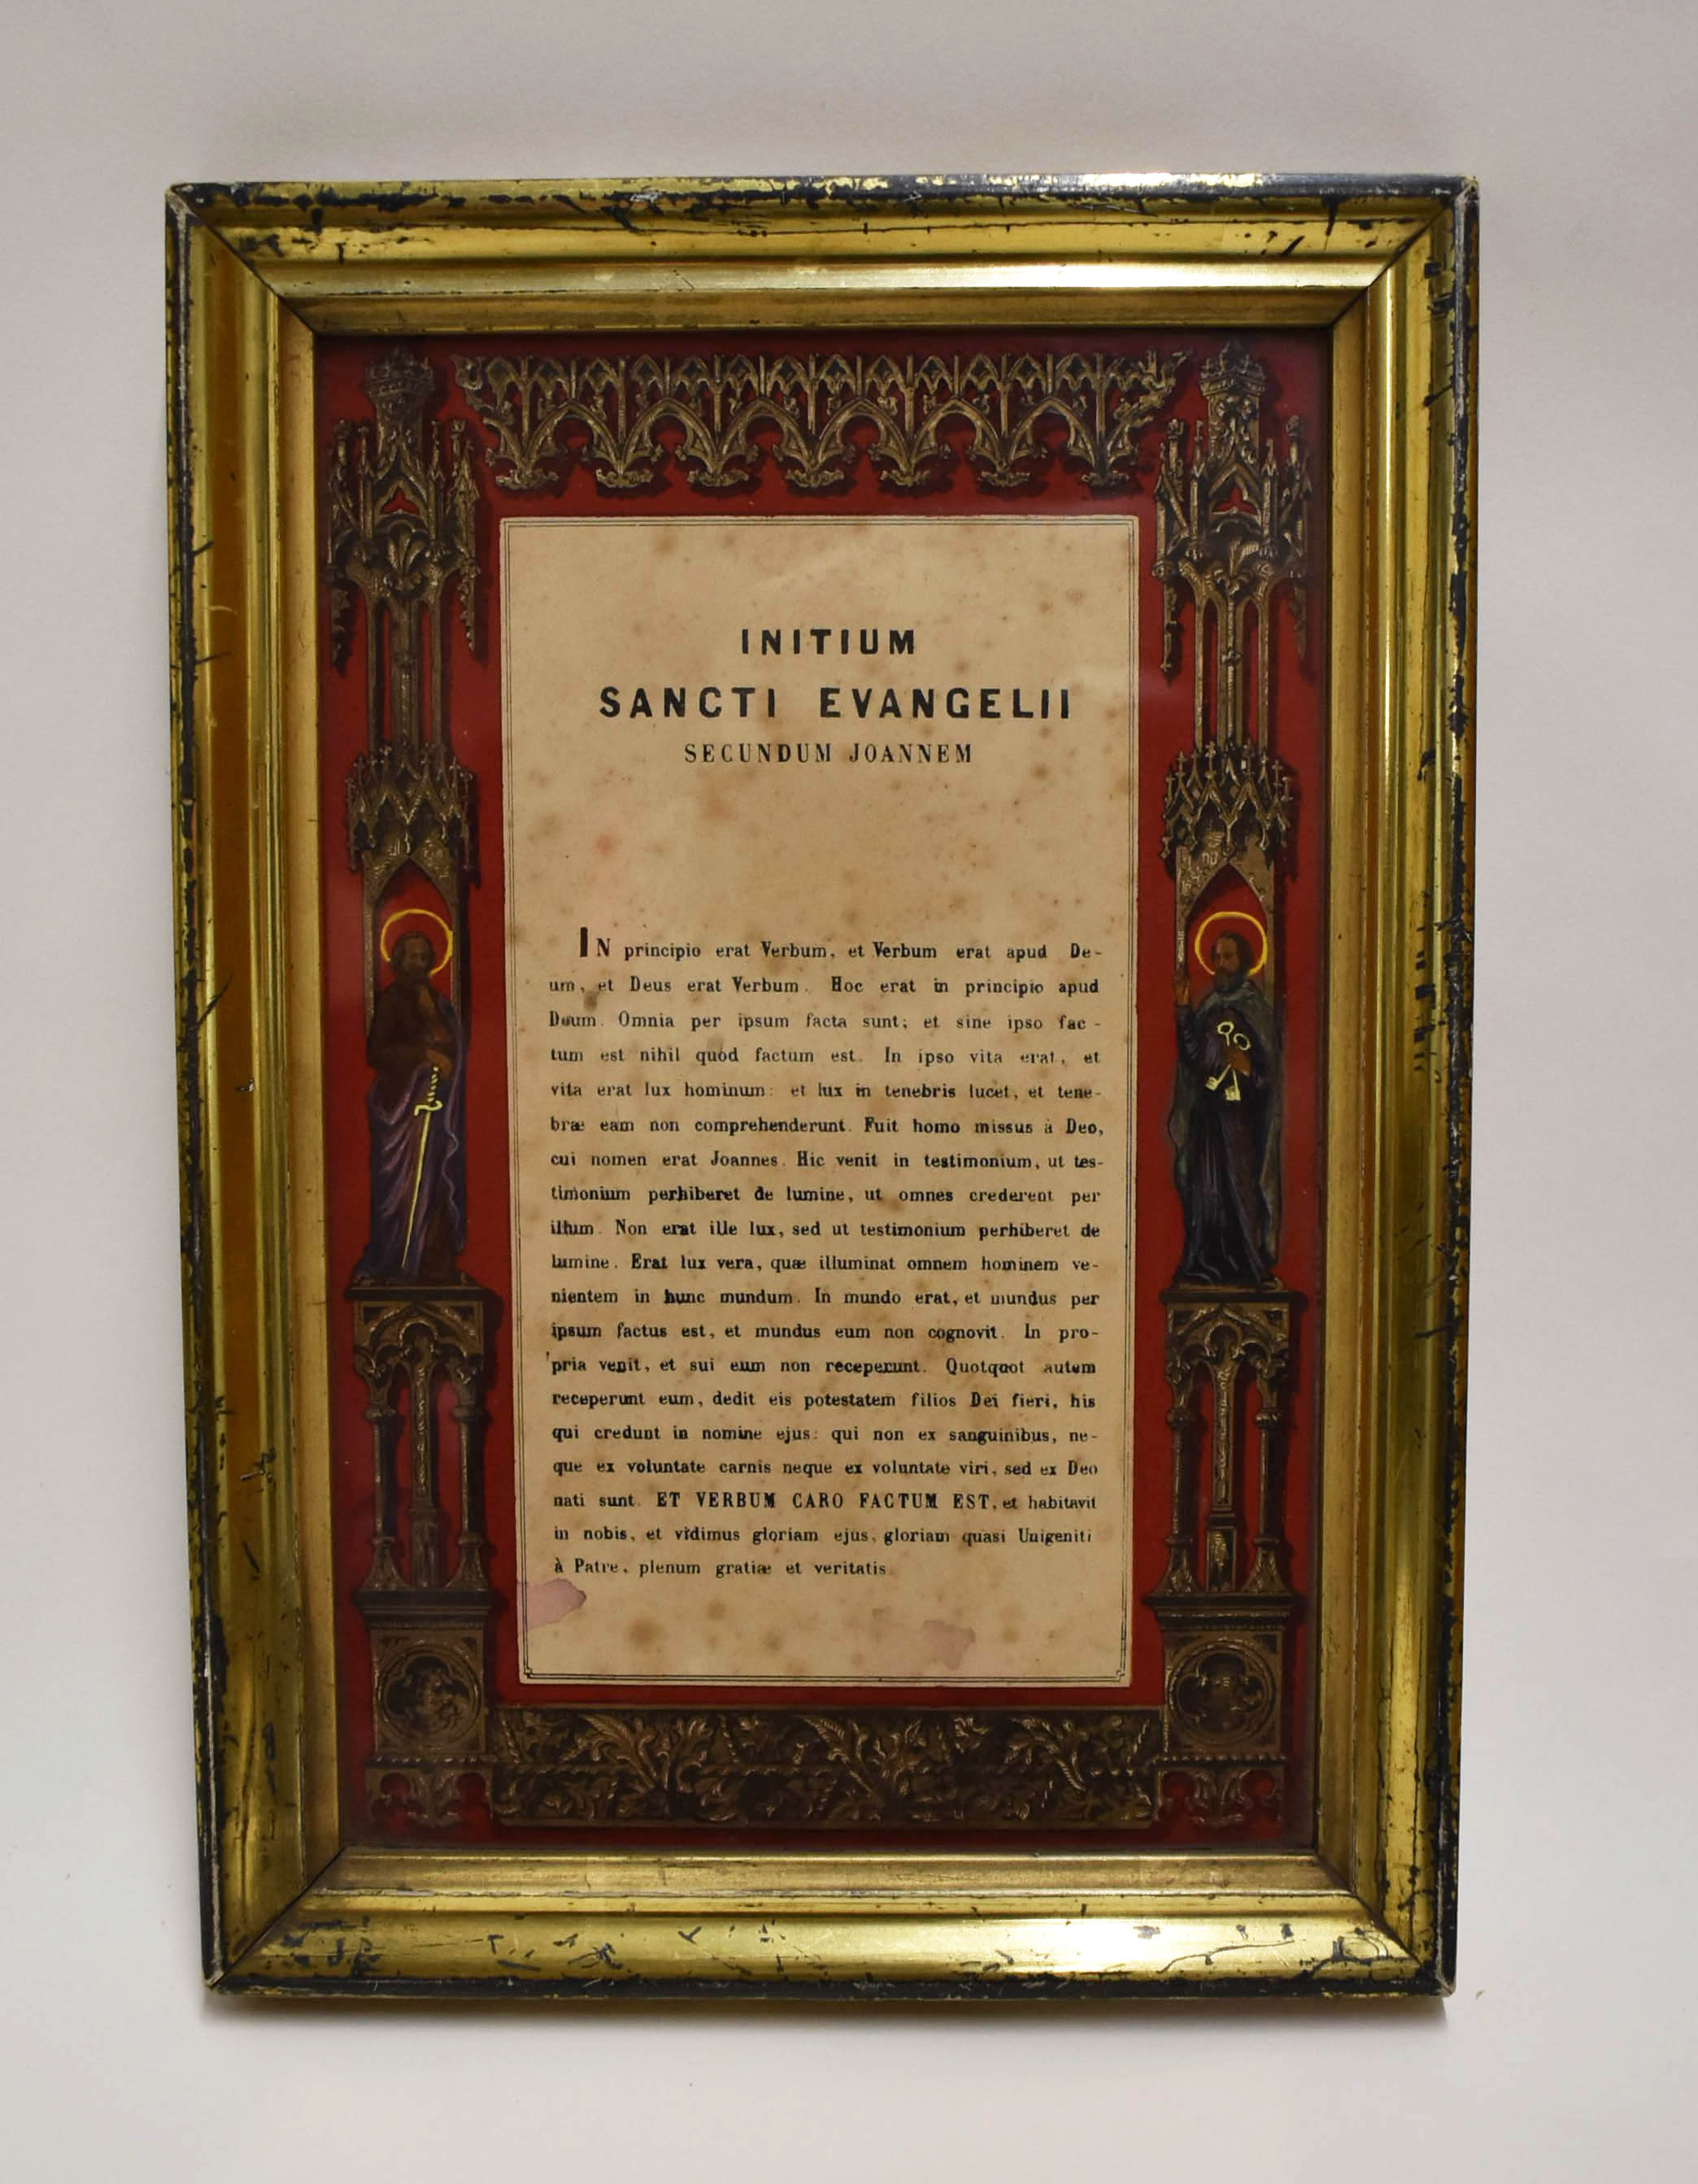 INITIUM
SANCTI EVANGELII
SECUNDUM JOANNEM
IN principio erat Verbum, et Verbum erat apud De-
um, et Deus erat Verbum. Hoc erat in principio apud
Deum. Omnia per ipsum facta sunt; et sine ipso fac-
tum est nihil quòd factum est. In ipso vita erat, et
vita erat lux hominum: et lux in tenebris lucet, et tene-
bræ eam non comprehenderunt. Fuit homo missus à Deo,
cui nomen erat Joannes. Hic venit in testimonium, ut tes-
timonium perhiberet de lumine, ut omnes crederent per
illum. Non erat ille lux, sed ut testimonium perhiberet de
lumine. Erat lux vera, quæ illuminat omnem hominem ve-
nientem in hunc mundum. In mundo erat, et mundus per
ipsum factus est, et mundus eum non cognovit. In pro-
pria venit, et sui eum non receperunt. Quotquot autem
receperunt eum, dedit eis potestatem filios Dei fieri, his
qui credunt in nomine ejus: qui non ex sanguinibus, ne-
que ex voluntate carnis neque ex voluntate viri, sed ex Deo
nati sunt. ET VERBUM CARO FACTUM EST, et habitavit
in nobis, et vidimus gloriam ejus, gloriam quasi Unigeniti
à Patre, plenum gratiæ et veritatis.